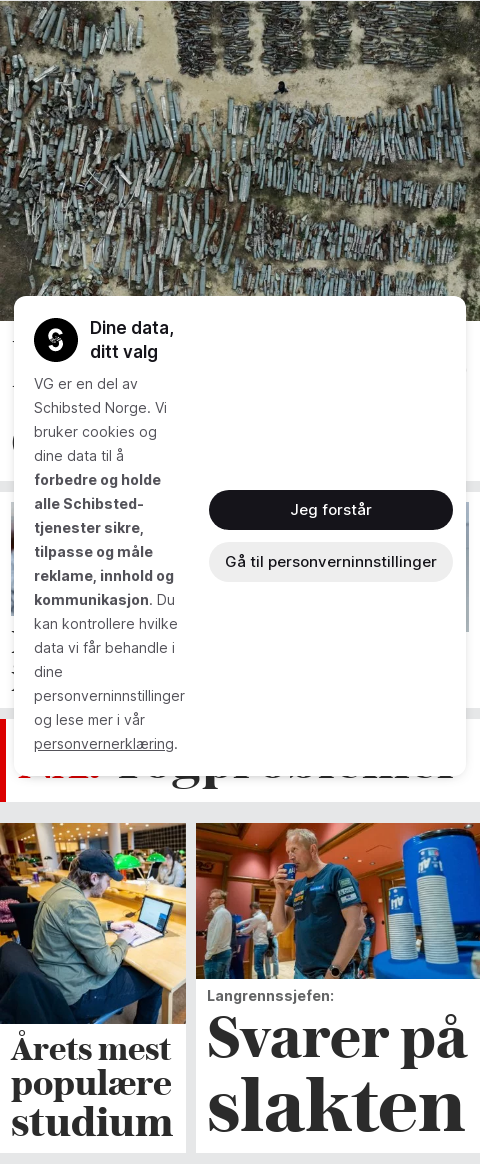 Dine data,
ditt valg
VG er en del av
Schibsted Norge. Vi
bruker cookies og
dine data til å
forbedre og holde
alle Schibsted-
tjenester sikre,
tilpasse og måle
reklame, innhold og
kommunikasjon. Du
kan kontrollere hvilke
data vi får behandle i
dine
personverninnstillinger
og lese mer i vår
personvernerklæring.
Jeg forstår
Gå til personverninnstillinger
Togproblemer
Årets mest
populære
studium
Langrennssjefen:
Svarer på
slakten